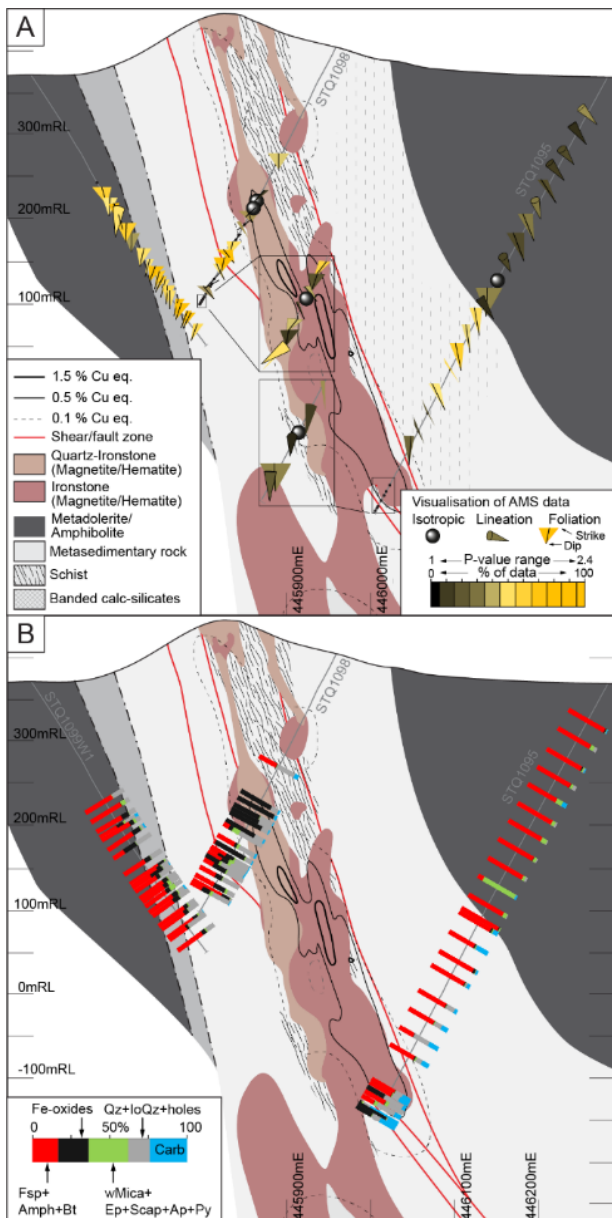 A
STQ1098
STQ1095
300mRL
200mRL
100mRL
1.5 % Cu eq.
0.5 % Cu eq.
0.1 % Cu eq.
Shear/fault zone
Quartz-Ironstone
(Magnetite/Hematite)
Ironstone
(Magnetite/Hematite)
Metadolerite/
Amphibolite
Metasedimentary rock
Schist
Banded calc-silicates
445900mE
446000mE
Visualisation of AMS data
Isotropic Lineation Foliation
Strike
Dip
1 P-value range 2.4
0 % of data 100
B
STQ1099W1
STQ1098
STQ1095
300mRL
200mRL
100mRL
0mRL
-100mRL
Fe-oxides Qz+loQz+holes
0 50% 100
Carb
Fsp+ wMica+
Amph+Bt Ep+Scap+Ap+Py
445900mE
446100mE
446200mE